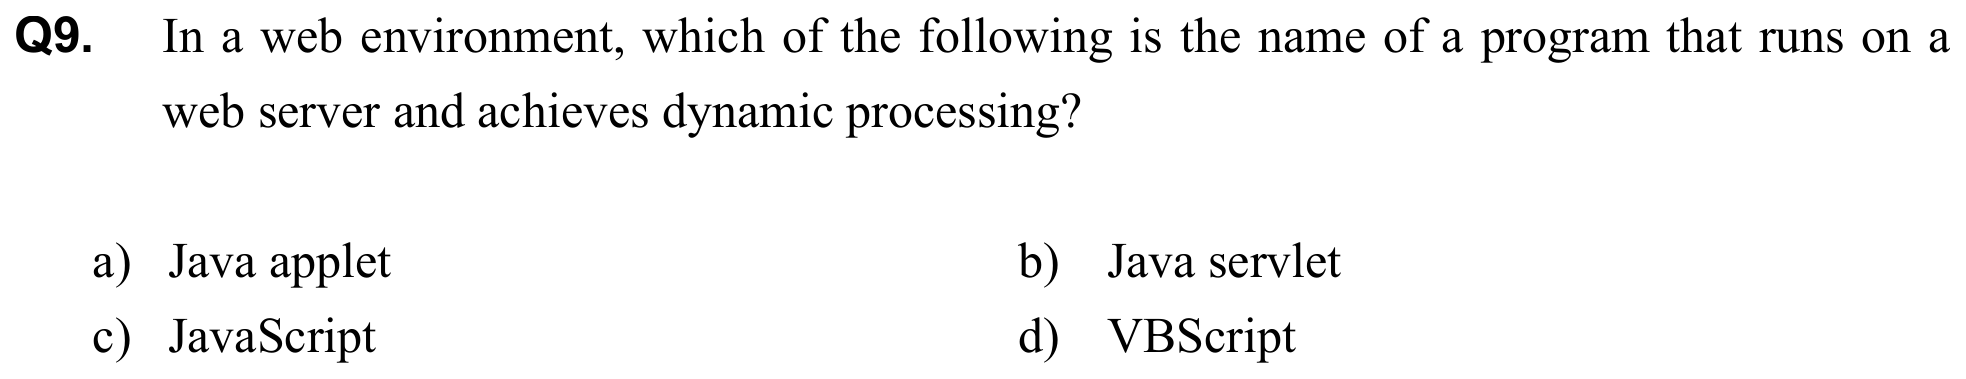 Q9. In a web environment, which of the following is the name of a program that runs on a
web server and achieves dynamic processing?
a) Java applet b) Java servlet
c) JavaScript d) VBScript